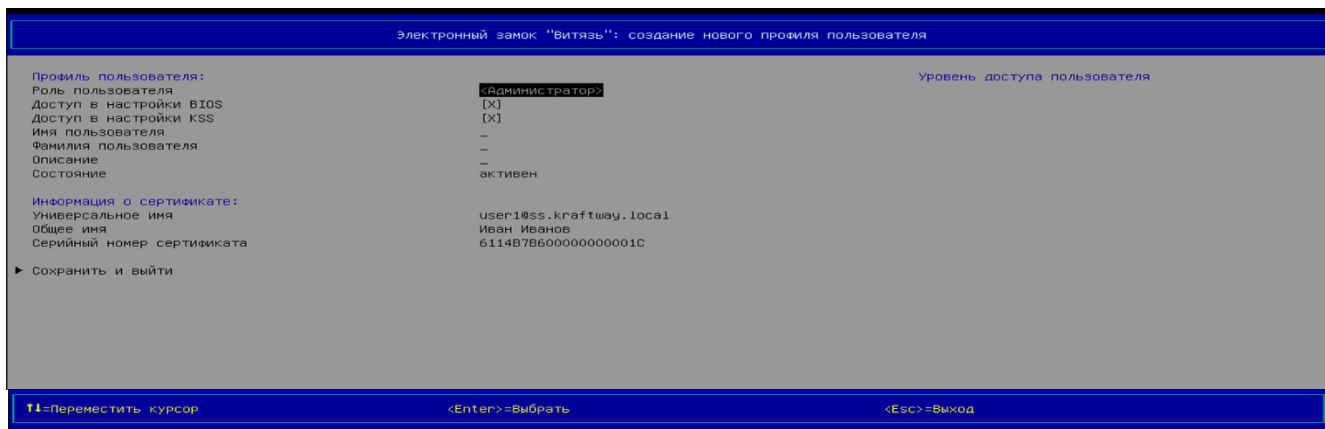 Электронный замок "Витязь": создание нового профиля пользователя
Профиль пользователя: Уровень доступа пользователя
Роль пользователя <Администратор>
Доступ в настройки BIOS [X]
Доступ в настройки KSS [X]
Имя пользователя _
Фамилия пользователя _
Описание _
Состояние активен
Информация о сертификате:
Универсальное имя user1@ss.kraftway.local
Общее имя Иван Иванов
Серийный номер сертификата 6114B7B600000000001C
► Сохранить и выйти
↑↓=Переместить курсор <Enter>=Выбрать <Esc>=Выход